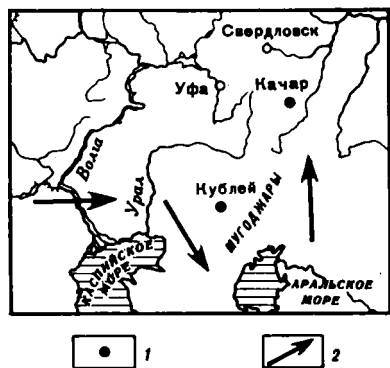 Свердловск
Уфа
Качар
Волга
Урал
Кублей
МУГОДЖАРЫ
КАСПИЙСКОЕ
МОРЕ
АРАЛЬСКОЕ
МОРЕ
1
2